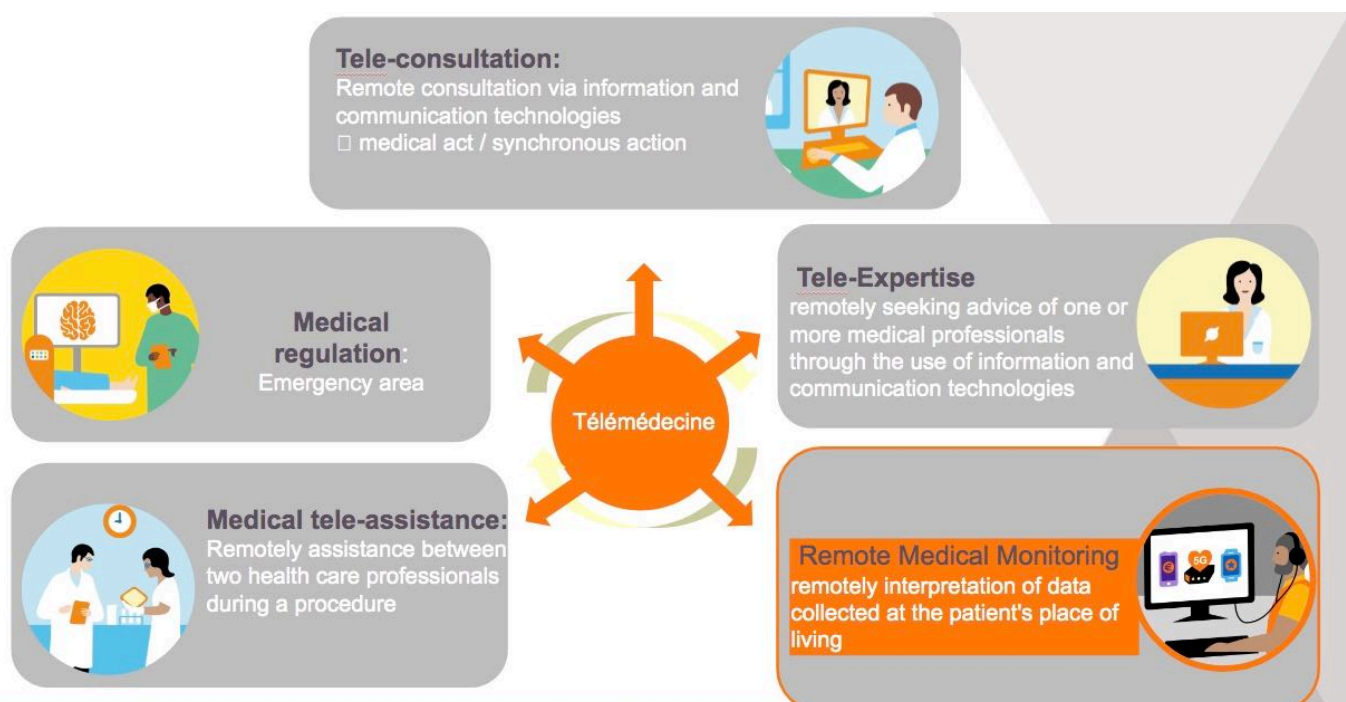 Tele-consultation:
Remote consultation via information and
communication technologies
□ medical act / synchronous action
Medical
regulation:
Emergency area
Télémédecine
Tele-Expertise
remotely seeking advice of one or
more medical professionals
through the use of information and
communication technologies
Medical tele-assistance:
Remotely assistance between
two health care professionals
during a procedure
Remote Medical Monitoring
remotely interpretation of data
collected at the patient's place of
living
5G
€